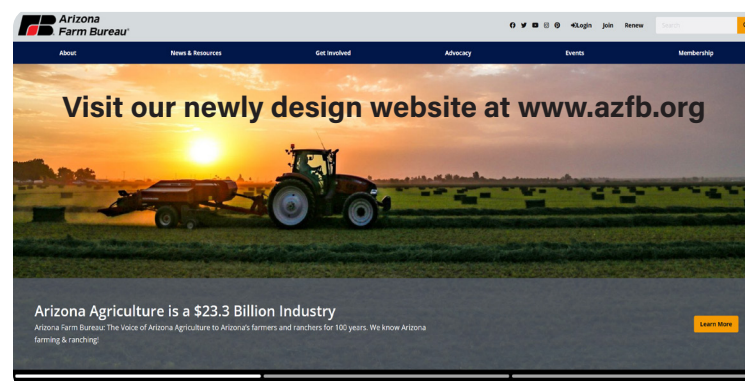 Arizona
Farm Bureau
Login Join Renew
Search
About News & Resources Get Involved Advocacy Events Membership
Visit our newly design website at www.azfb.org
Arizona Agriculture is a $23.3 Billion Industry
Arizona Farm Bureau: The Voice of Arizona Agriculture to Arizona's farmers and ranchers for 100 years. We know Arizona
farming & ranching!
Learn More